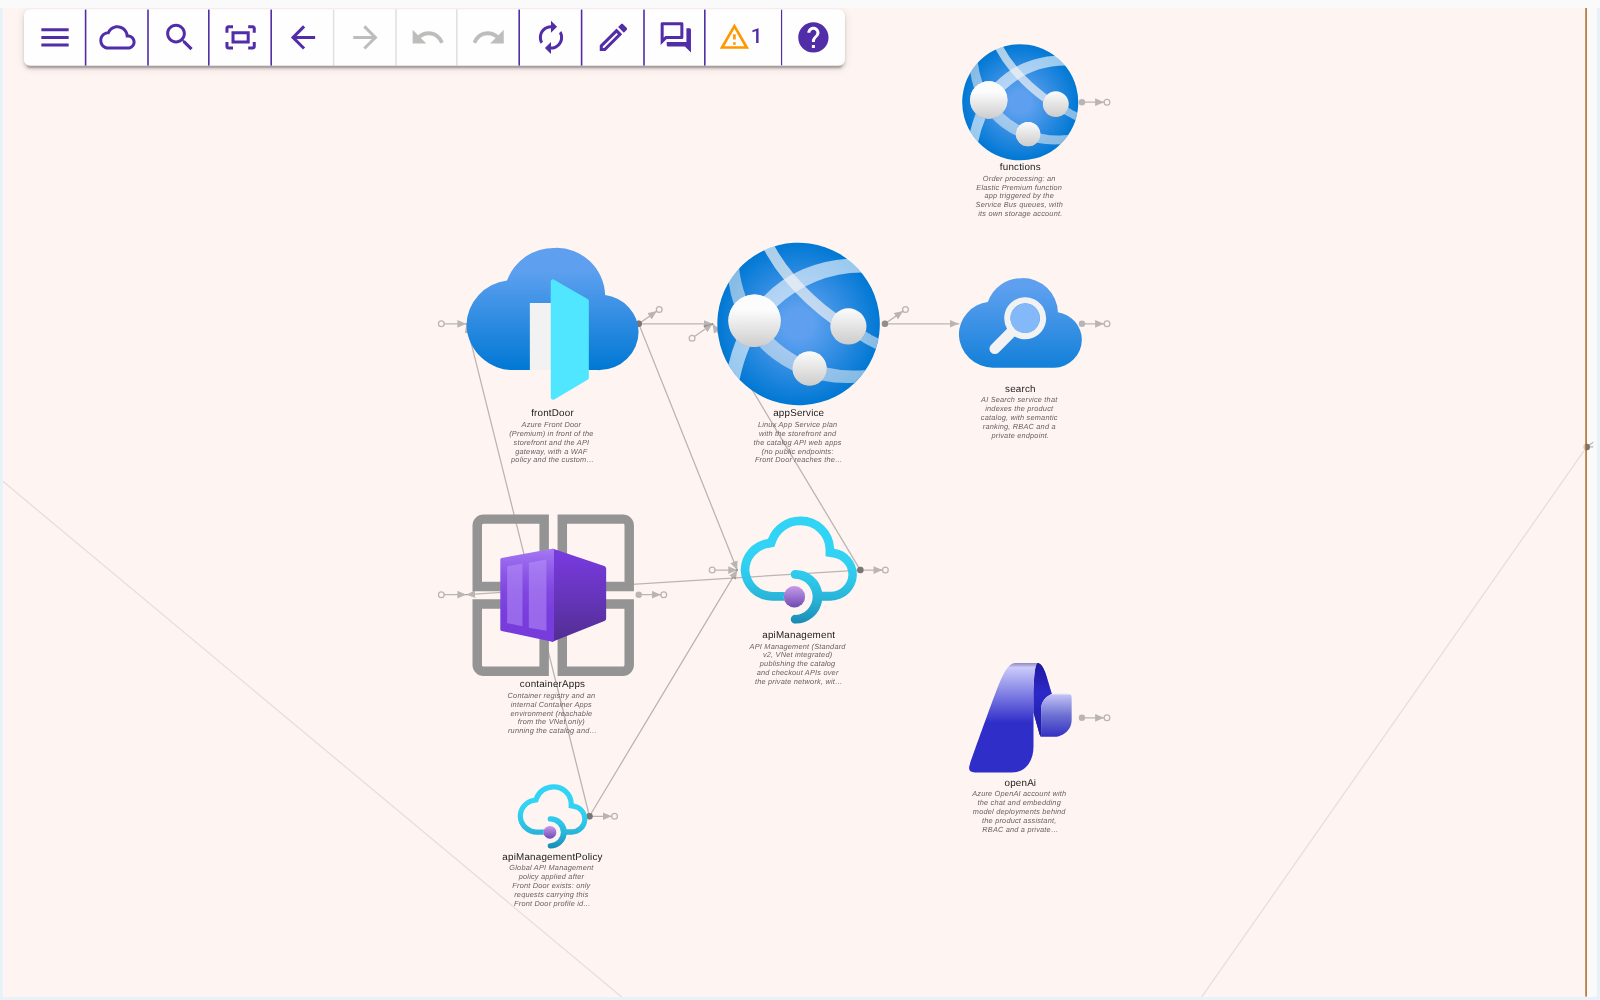 1
functions
Order processing: an
Elastic Premium function
app triggered by the
Service Bus queues, with
its own storage account.
frontDoor
Azure Front Door
(Premium) in front of the
storefront and the API
gateway, with a WAF
policy and the custom...
appService
Linux App Service plan
with the storefront and
the catalog API web apps
(no public endpoints:
Front Door reaches the...
search
AI Search service that
indexes the product
catalog, with semantic
ranking, RBAC and a
private endpoint.
containerApps
Container registry and an
internal Container Apps
environment (reachable
from the VNet only)
running the catalog and...
apiManagement
API Management (Standard
v2, VNet integrated)
publishing the catalog
and checkout APIs over
the private network, wit...
openAi
Azure OpenAI account with
the chat and embedding
model deployments behind
the product assistant,
RBAC and a private...
apiManagementPolicy
Global API Management
policy applied after
Front Door exists: only
requests carrying this
Front Door profile id...